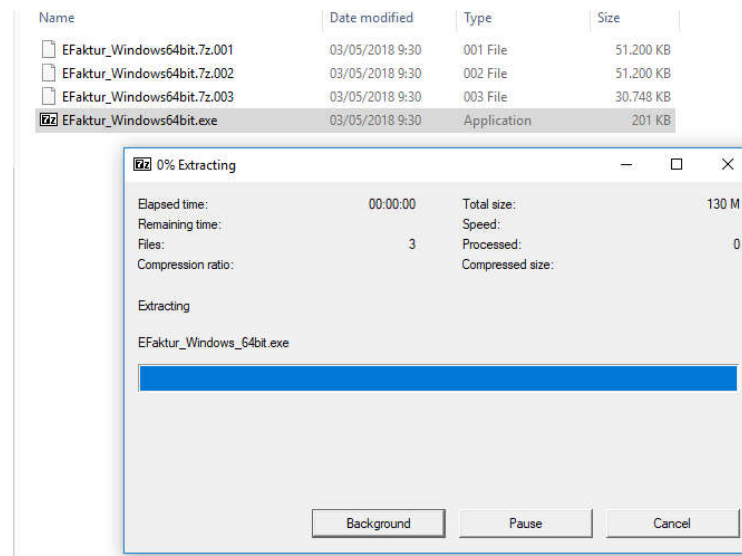 Name Date modified Type Size
EFaktur_Windows64bit.7z.001 03/05/2018 9:30 001 File 51.200 KB
EFaktur_Windows64bit.7z.002 03/05/2018 9:30 002 File 51.200 KB
EFaktur_Windows64bit.7z.003 03/05/2018 9:30 003 File 30.748 KB
7z EFaktur_Windows64bit.exe 03/05/2018 9:30 Application 201 KB
7z 0% Extracting
Elapsed time: 00:00:00 Total size: 130 M
Remaining time: Speed:
Files: 3 Processed: 0
Compression ratio: Compressed size:
Extracting
EFaktur_Windows_64bit.exe
Background Pause Cancel